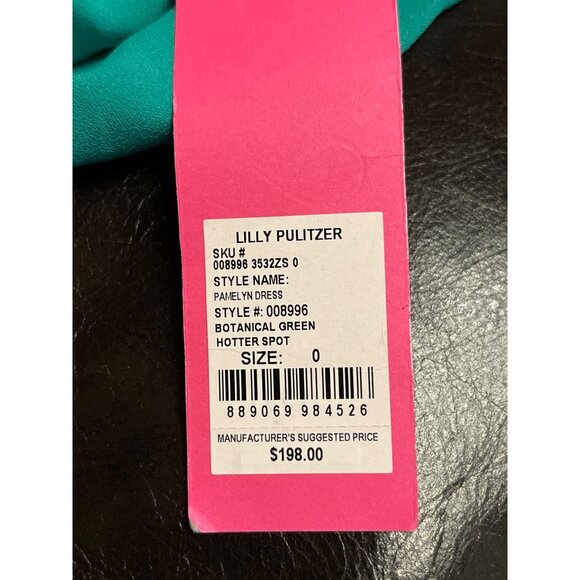 LILLY PULITZER
SKU #
008996 3532ZS 0
STYLE NAME:
PAMELYN DRESS
STYLE #: 008996
BOTANICAL GREEN
HOTTER SPOT
SIZE: 0
889069 984526
MANUFACTURER'S SUGGESTED PRICE
$198.00